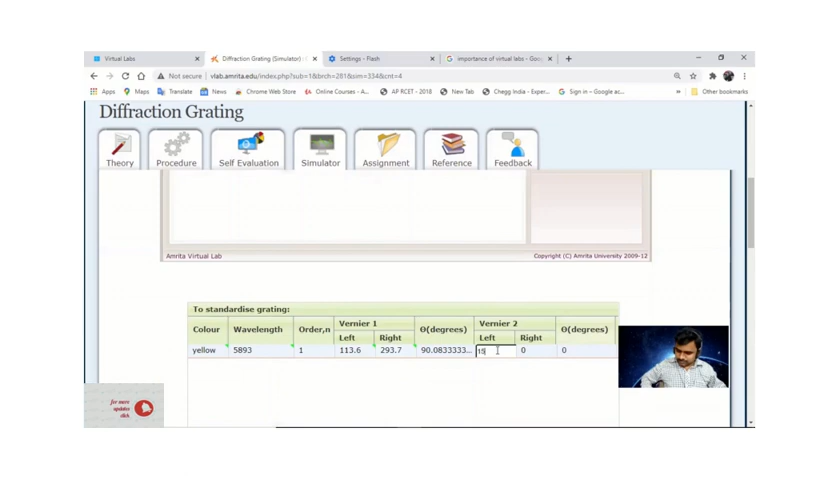 Virtual Labs
Diffraction Grating (Simulator)
Settings - Flash
importance of virtual labs - Goo
Not secure | vlab.amrita.edu/index.php?sub=1&brch=281&sim=334&cnt=4
Apps Maps Translate News Chrome Web Store Online Courses - A... AP RCET - 2018 New Tab Chegg India - Exper... Sign in – Google ac... » Other bookmarks
Diffraction Grating
Theory Procedure Self Evaluation Simulator Assignment Reference Feedback
Amrita Virtual Lab Copyright (C) Amrita University 2009-12
To standardise grating:
Colour Wavelength Order,n Vernier 1 Θ(degrees) Vernier 2 Θ(degrees)
Left Right Left Right
yellow 5893 1 113.6 293.7 90.0833333... 15 0 0
for more
updates
click